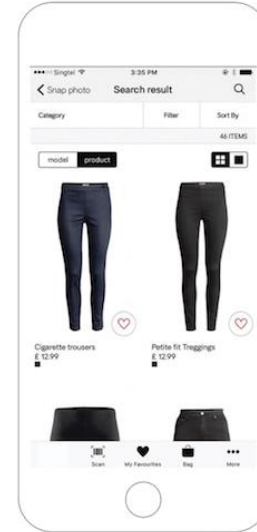 Singtel 3:35 PM
Snap photo Search result
Category Filter Sort By
46 ITEMS
model product
Cigarette trousers Petite fit Treggings
£ 12.99 £ 12.99
Scan My Favourites Bag More